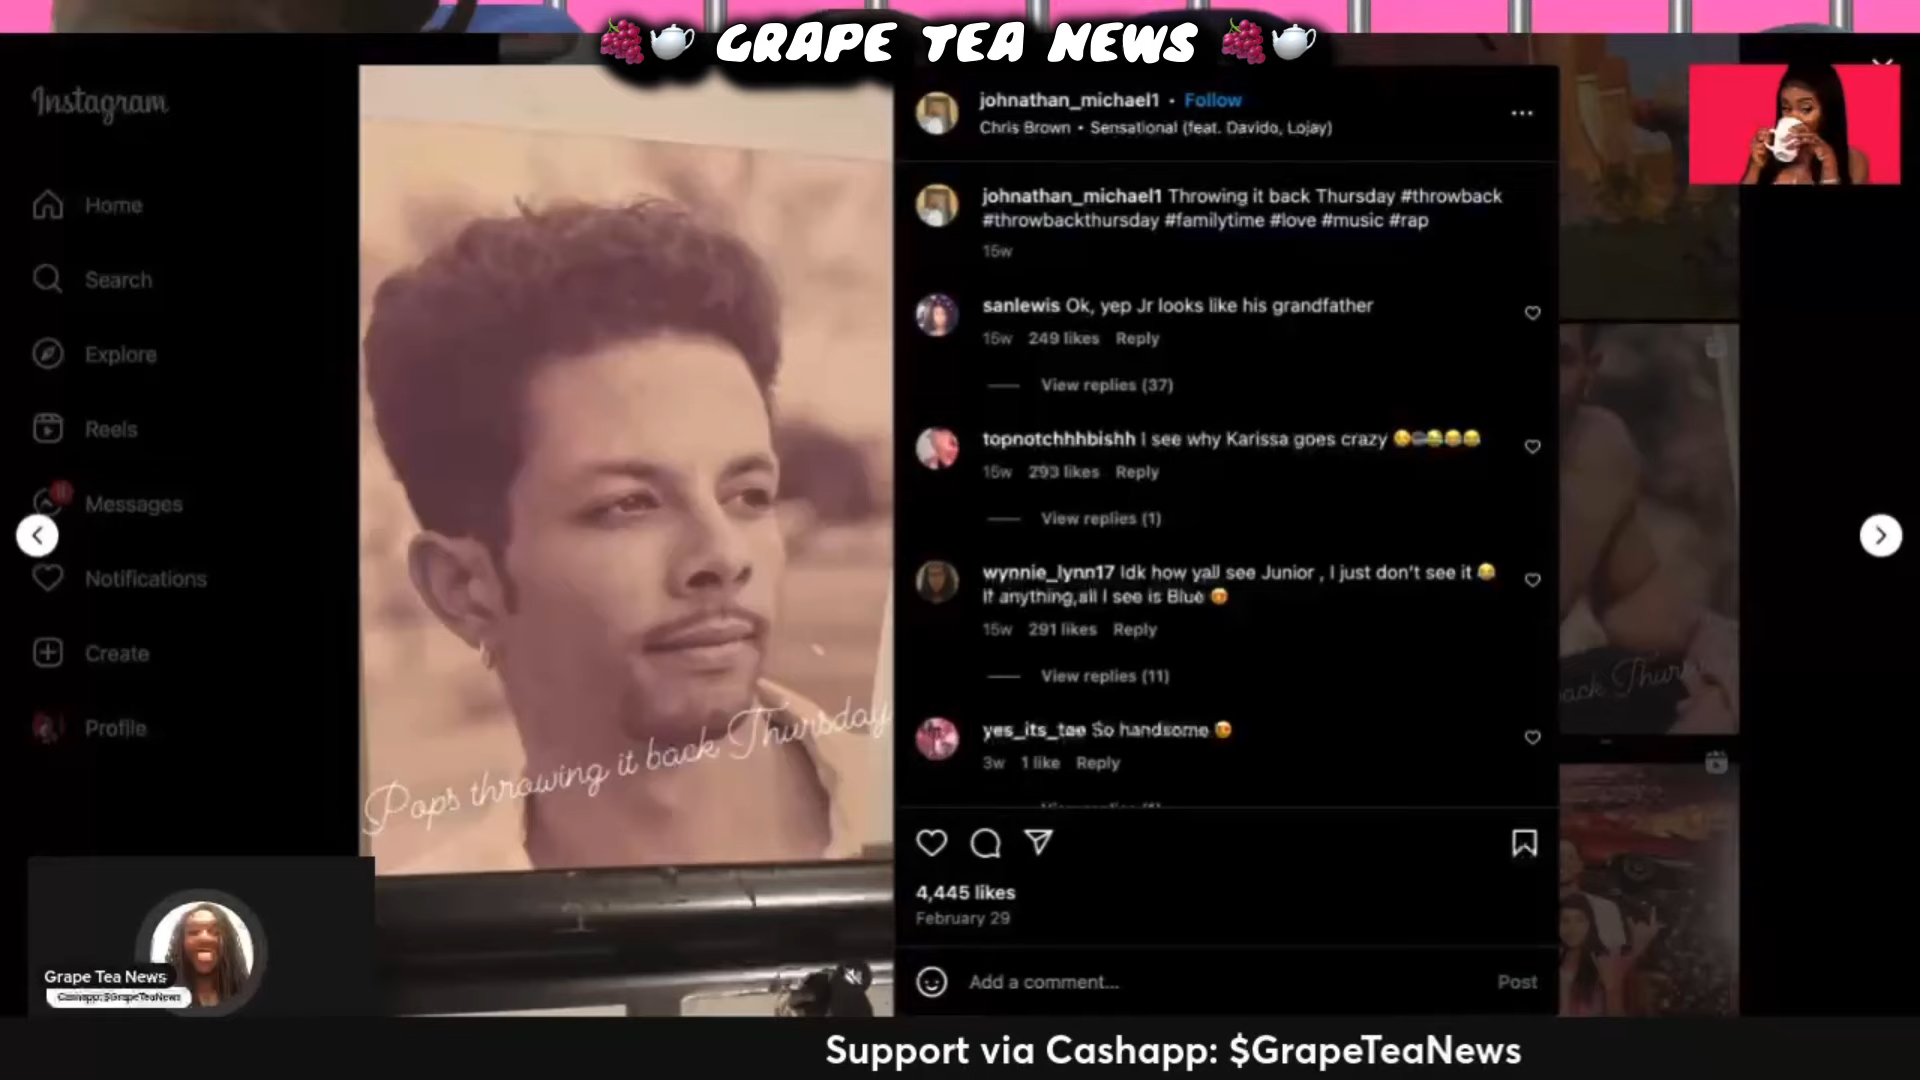 GRAPE TEA NEWS
Instagram
Home
Search
Explore
Reels
Messages
Notifications
Create
Profile
Pops throwing it back Thursday
johnathan_michael1 • Follow
Chris Brown • Sensational (feat. Davido, Lojay)
johnathan_michael1 Throwing it back Thursday #throwback
#throwbackthursday #familytime #love #music #rap
15w
sanlewis Ok, yep Jr looks like his grandfather
15w 249 likes Reply
View replies (37)
topnotchhhbishh I see why Karissa goes crazy
15w 293 likes Reply
View replies (1)
wynnie_lynn17 Idk how yall see Junior , I just don't see it
If anything,all I see is Blue
15w 291 likes Reply
View replies (11)
yes_its_tae So handsome
3w 1 like Reply
4,445 likes
February 29
Add a comment...
Post
ack Thurs
Grape Tea News
Cashapp: $GrapeTeaNews
Support via Cashapp: $GrapeTeaNews